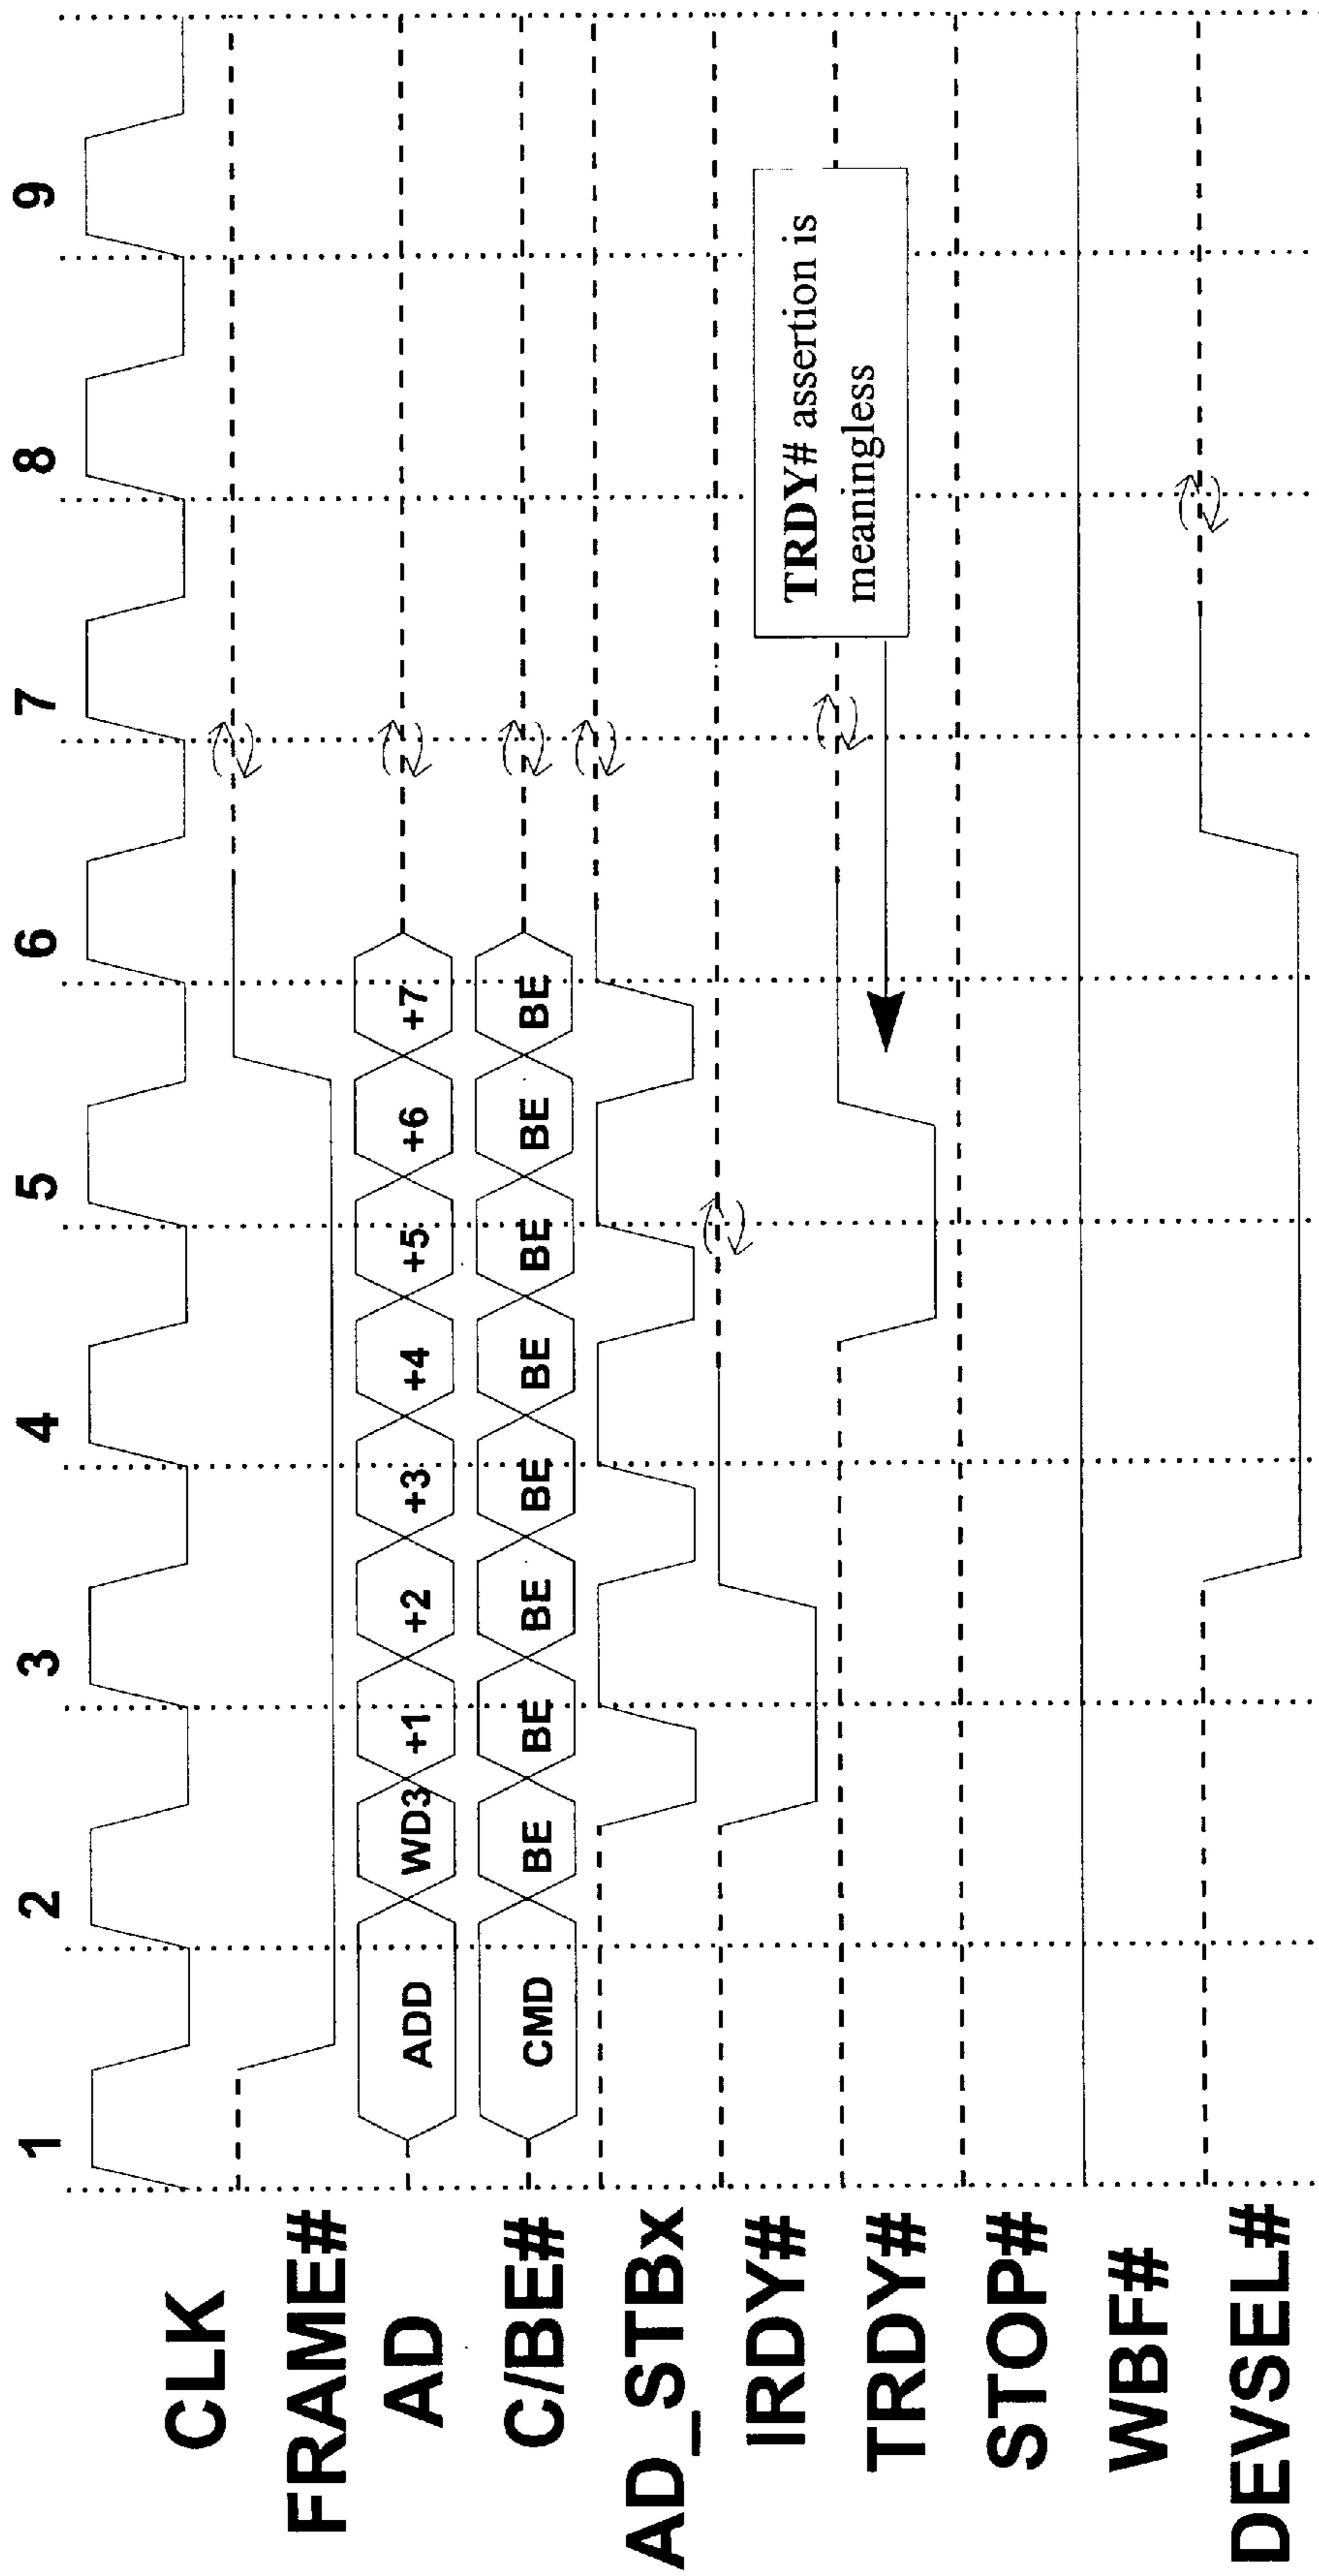 1 2 3 4 5 6 7 8 9
CLK
FRAME#
AD ADD WD3 +1 +2 +3 +4 +5 +6 +7
C/BE# CMD BE BE BE BE BE BE BE BE
AD_STBx
IRDY#
TRDY#
TRDY# assertion is
meaningless
STOP#
WBF#
DEVSEL#